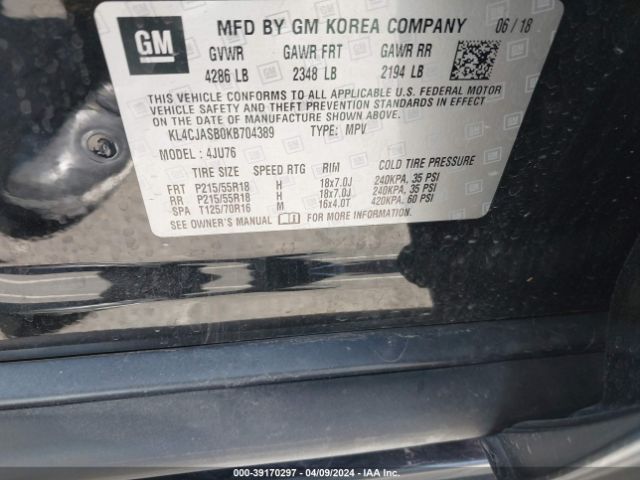 GM
MFD BY GM KOREA COMPANY 06/18
GVWR GAWR FRT GAWR RR
4286 LB 2348 LB 2194 LB
THIS VEHICLE CONFORMS TO ALL APPLICABLE U.S. FEDERAL MOTOR
VEHICLE SAFETY AND THEFT PREVENTION STANDARDS IN EFFECT
ON THE DATE OF MANUFACTURE SHOWN ABOVE.
KL4CJASB0KB704389 TYPE: MPV
MODEL: 4JU76
TIRE SIZE SPEED RTG RIM COLD TIRE PRESSURE
FRT P215/55R18 H 18x7.0J 240KPA, 35 PSI
RR P215/55R18 H 18x7.0J 240KPA, 35 PSI
SPA T125/70R16 M 16x4.0T 420KPA, 60 PSI
SEE OWNER'S MANUAL FOR MORE INFORMATION.
000-39170297 - 04/09/2024 - IAA Inc.